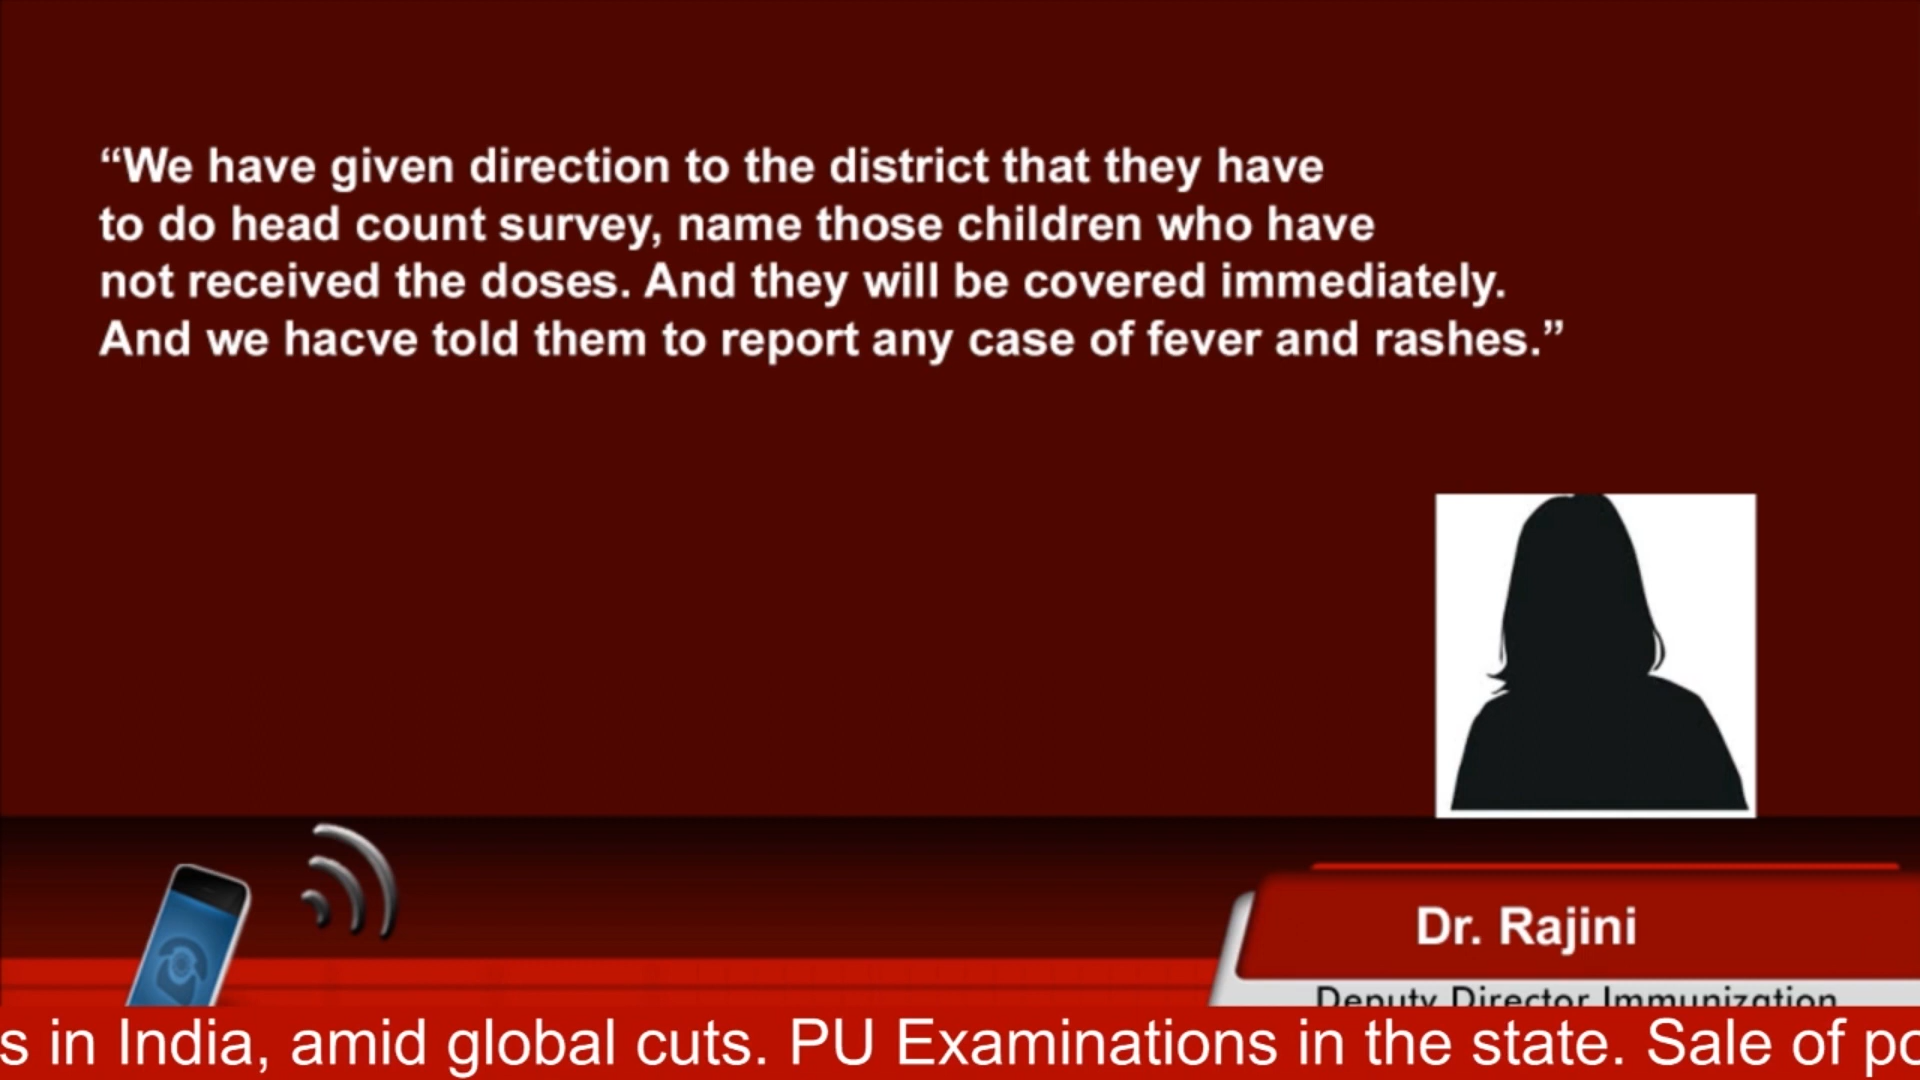 “We have given direction to the district that they have
to do head count survey, name those children who have
not received the doses. And they will be covered immediately.
And we hacve told them to report any case of fever and rashes.”
Dr. Rajini
Deputy Director Immunization
s in India, amid global cuts. PU Examinations in the state. Sale of